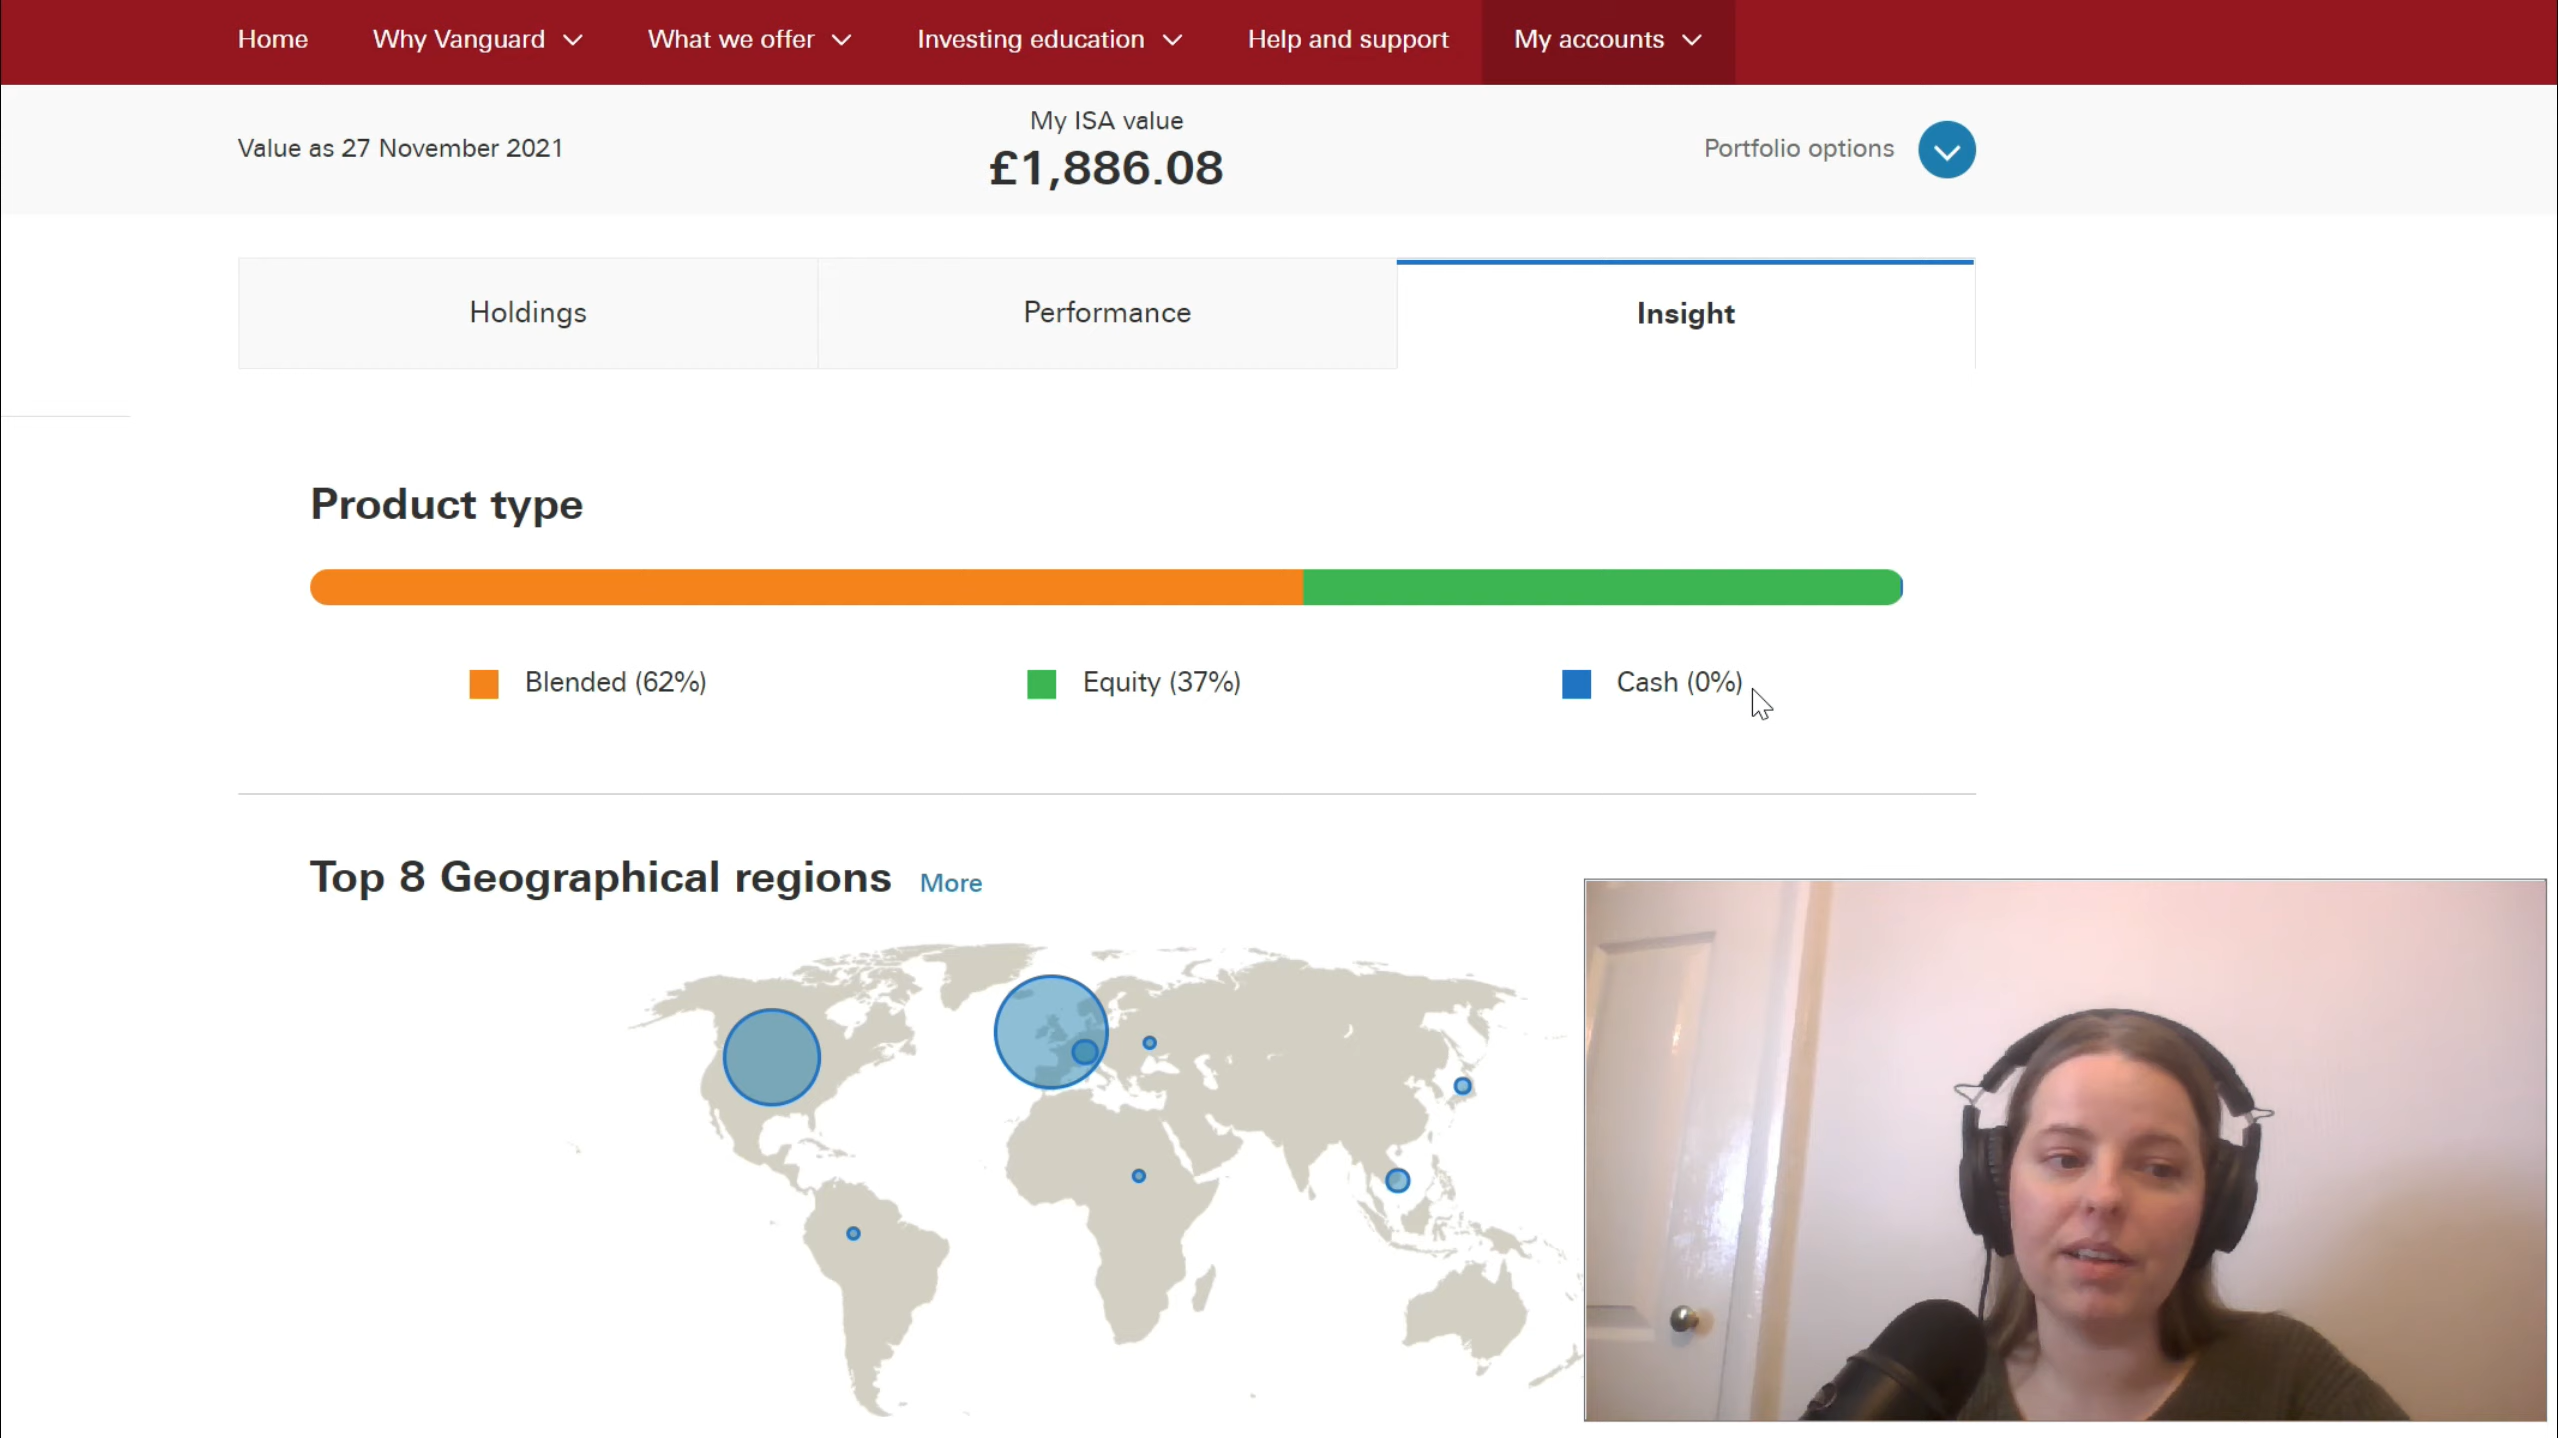 Home Why Vanguard What we offer Investing education Help and support My accounts
My ISA value
Value as 27 November 2021
£1,886.08
Portfolio options
Holdings Performance Insight
Product type
Blended (62%) Equity (37%) Cash (0%)
Top 8 Geographical regions More